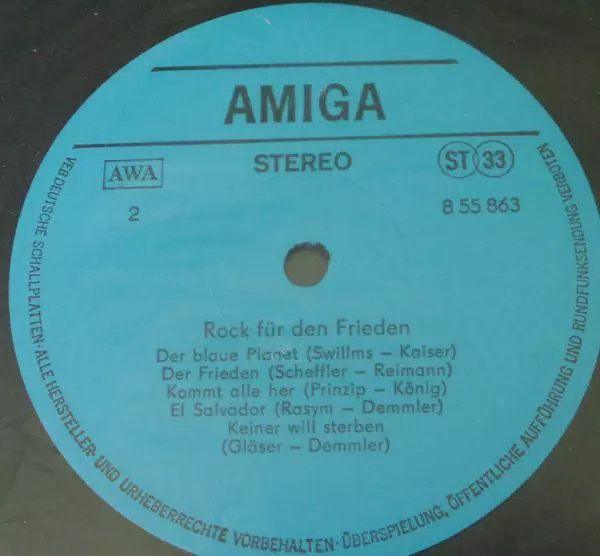 AMIGA
AWA
STEREO
ST 33
2
8 55 863
Rock für den Frieden
Der blaue Planet (Swillms – Kaiser)
Der Frieden (Scheffler – Reimann)
Kommt alle her (Prinzip – König)
El Salvador (Rasym – Demmler)
Keiner will sterben
(Gläser – Demmler)
VEB DEUTSCHE SCHALLPLATTEN · ALLE HERSTELLER- UND URHEBERRECHTE VORBEHALTEN · ÜBERSPIELUNG, ÖFFENTLICHE AUFFÜHRUNG UND RUNDFUNKSENDUNG VERBOTEN